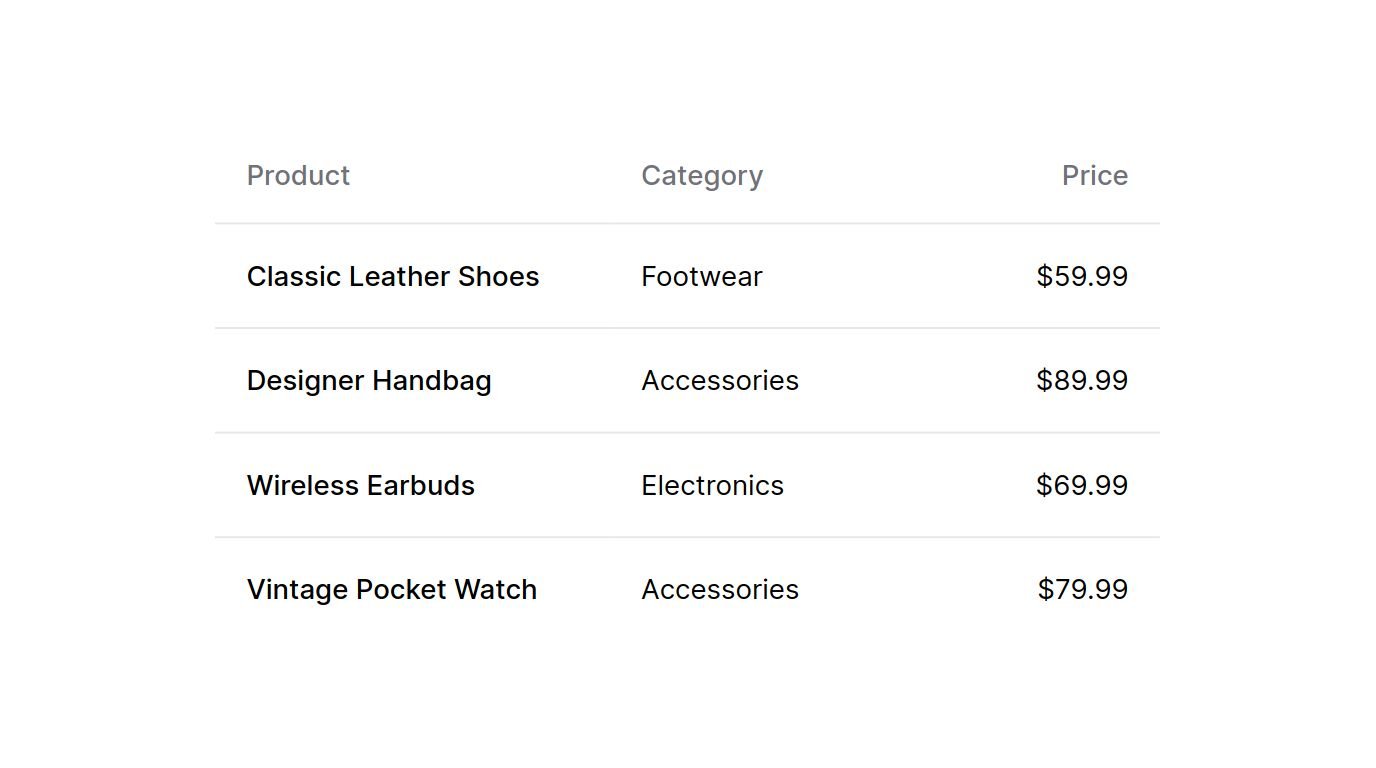 Product Category Price
Classic Leather Shoes Footwear $59.99
Designer Handbag Accessories $89.99
Wireless Earbuds Electronics $69.99
Vintage Pocket Watch Accessories $79.99